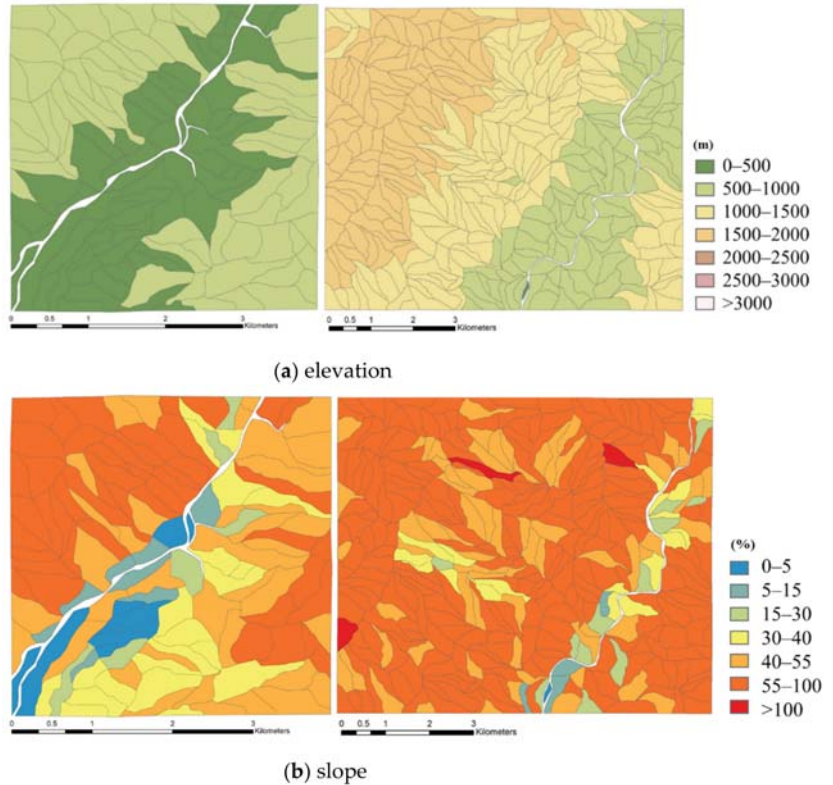 (m)
0–500
500–1000
1000–1500
1500–2000
2000–2500
2500–3000
>3000
0 0.5 1 2 3
Kilometers
0 0.5 1 2 3
Kilometers
(a) elevation
(%)
0–5
5–15
15–30
30–40
40–55
55–100
>100
0 0.5 1 2 3
Kilometers
0 0.5 1 2 3
Kilometers
(b) slope